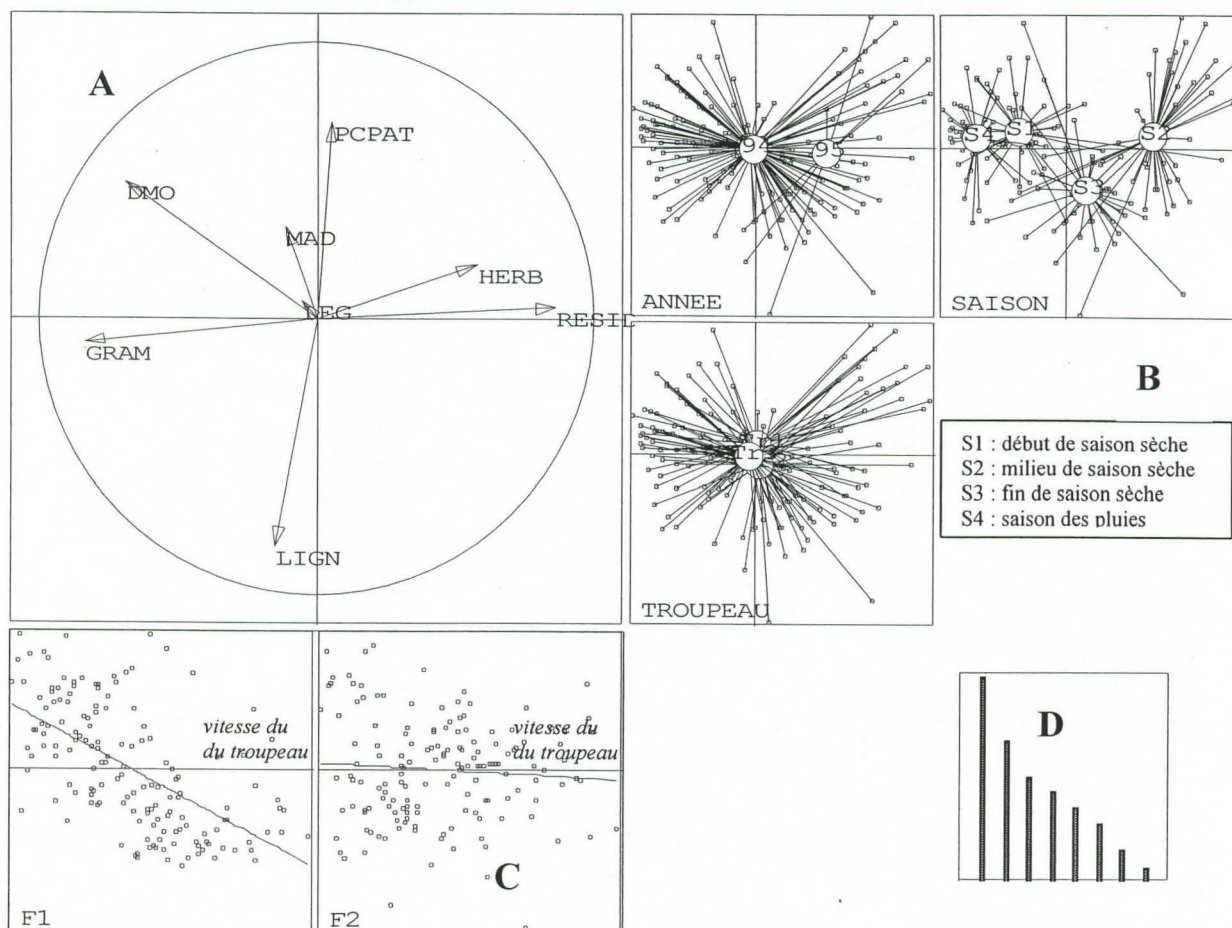 A
PCPAT
DMO
MAD
HERB
NEG
RESID
GRAM
LIGN
94
95
ANNEE
S4
S1
S2
S3
SAISON
B
TROUPEAU
S1 : début de saison sèche
S2 : milieu de saison sèche
S3 : fin de saison sèche
S4 : saison des pluies
vitesse du
du troupeau
F1
vitesse du
du troupeau
C
F2
D